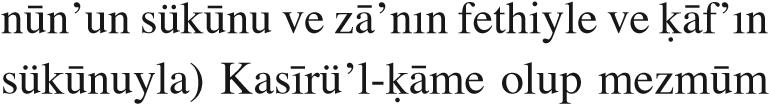 nūn’un sükūnu ve zā’nın fethiyle ve ḳāf’ın
sükūnuyla) Kasīrü’l-ḳāme olup mezmūm